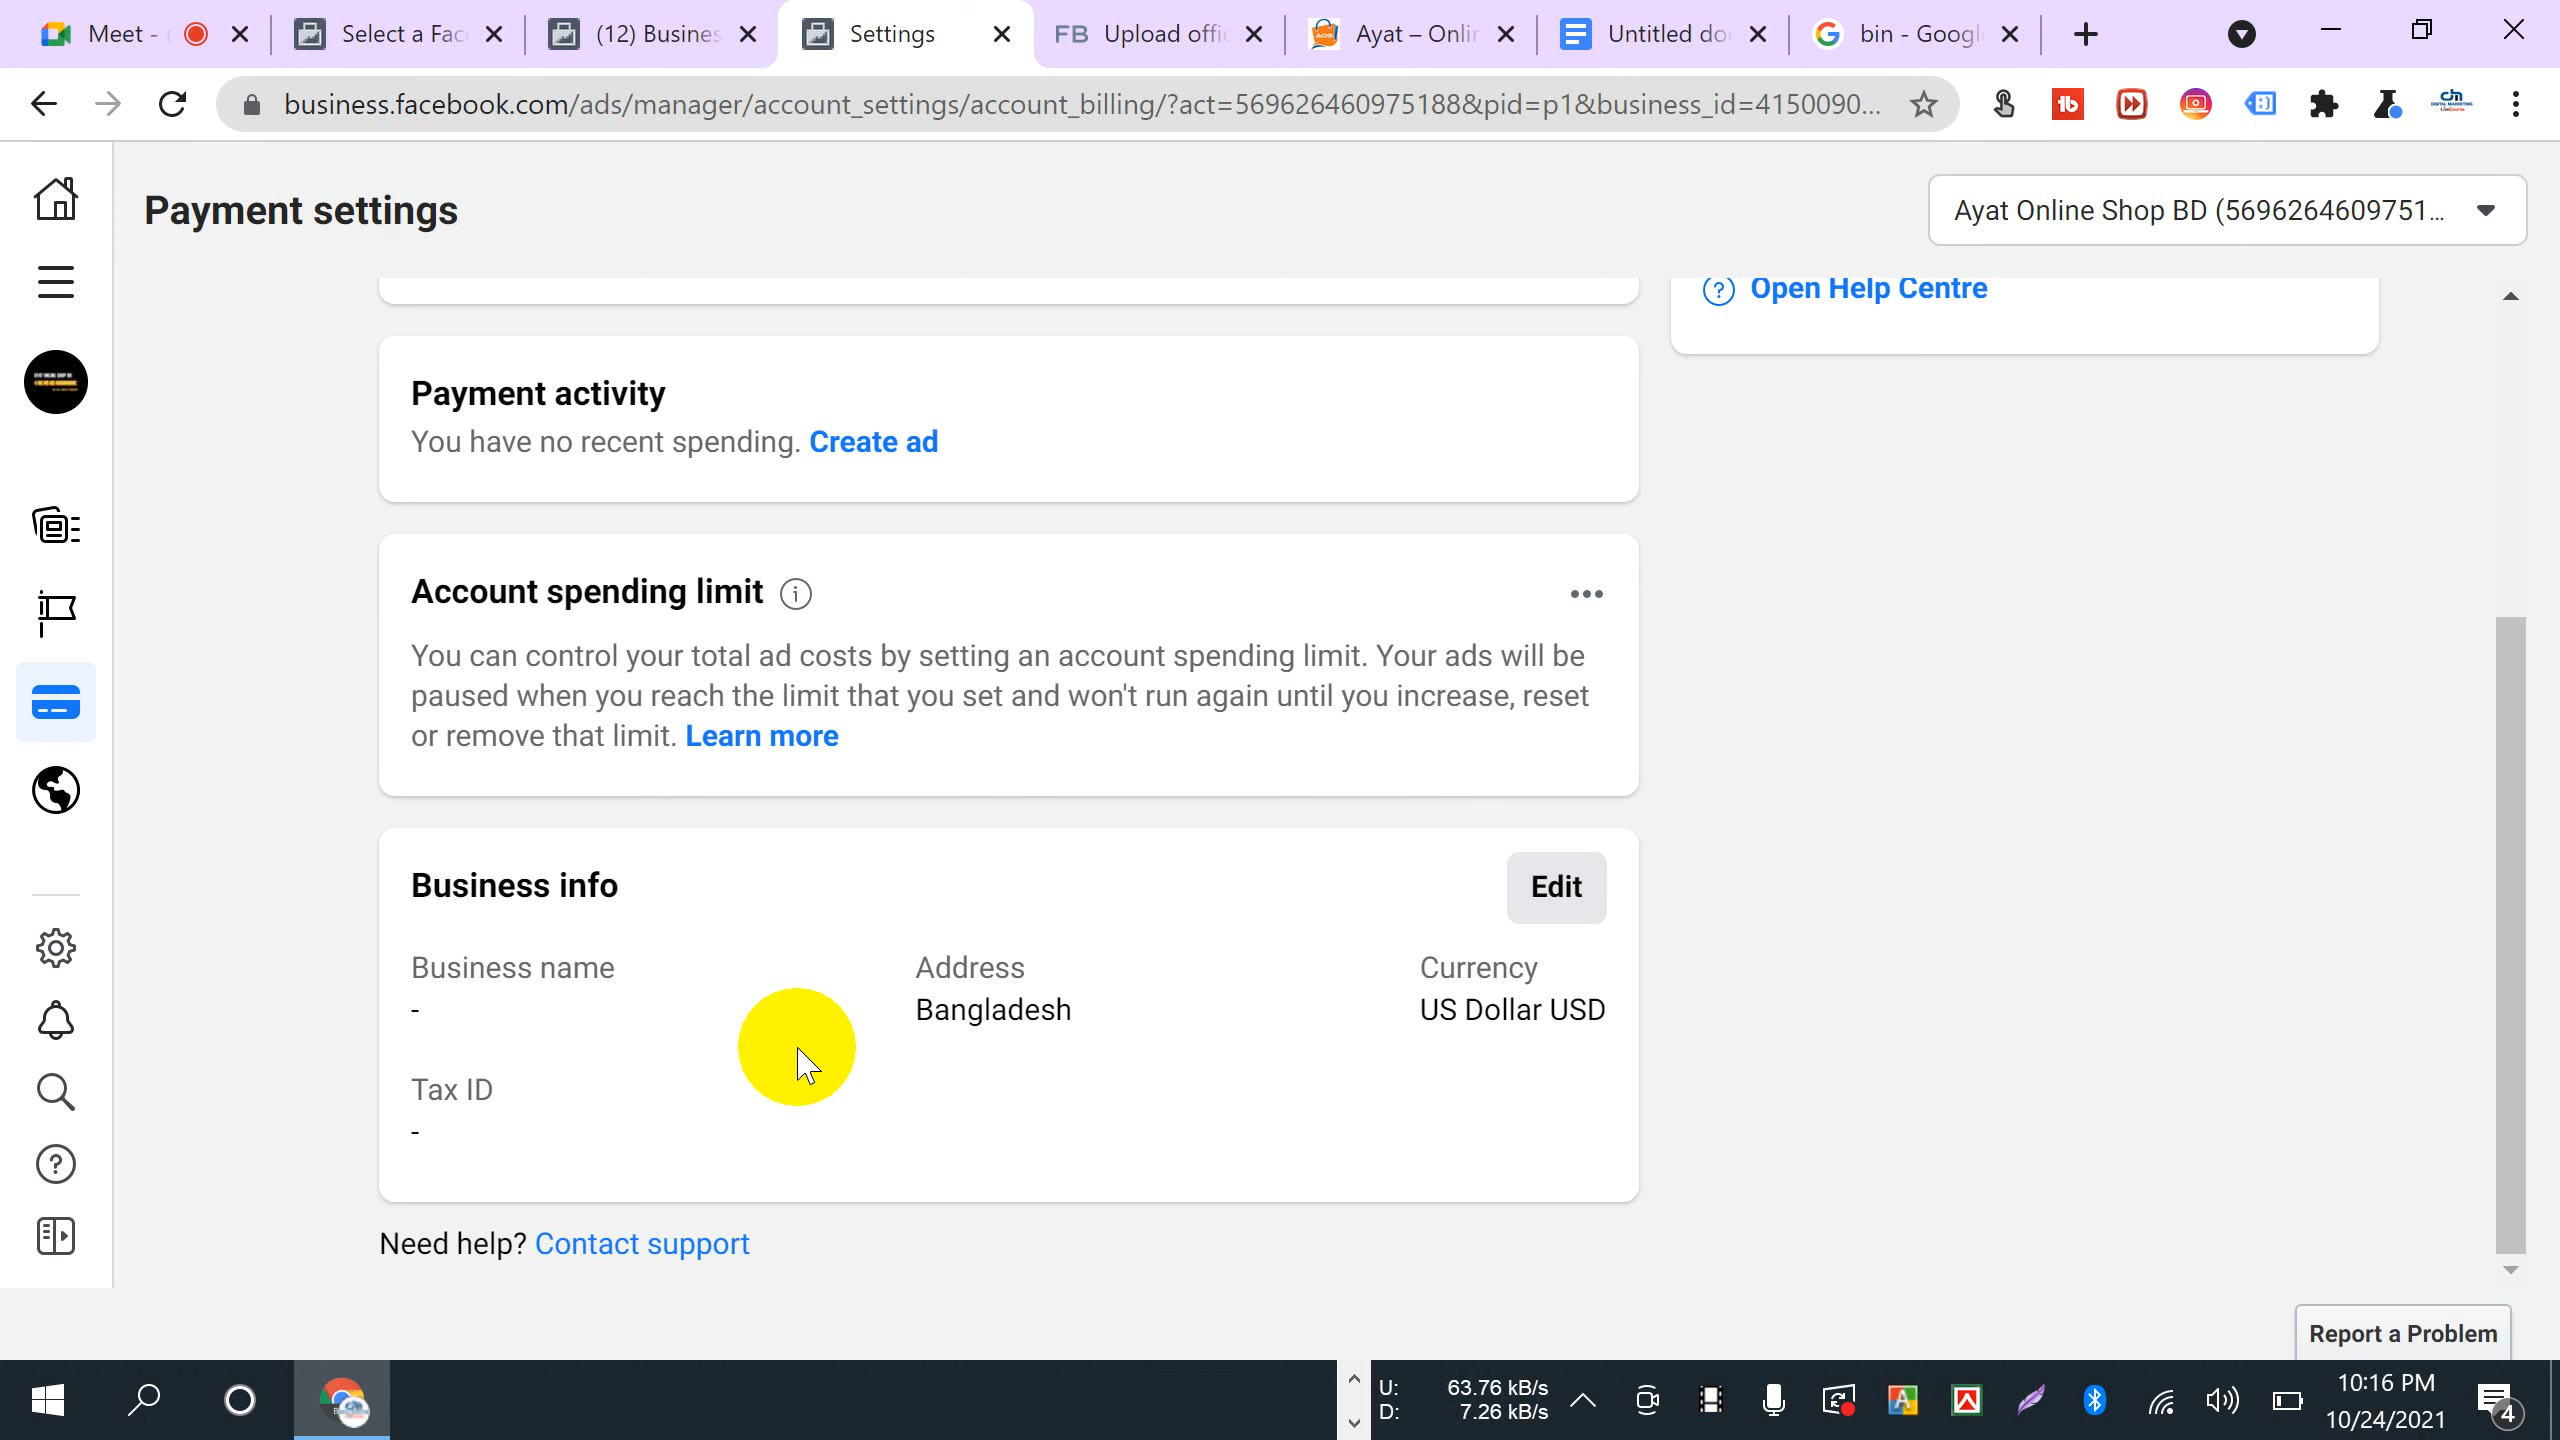 Meet -
Select a Fac
(12) Busines
Settings
FB Upload offic
Ayat – Onlin
Untitled do
bin - Googl
business.facebook.com/ads/manager/account_settings/account_billing/?act=569626460975188&pid=p1&business_id=4150090...
Payment settings
Ayat Online Shop BD (5696264609751...
Open Help Centre
Payment activity
You have no recent spending. Create ad
Account spending limit
You can control your total ad costs by setting an account spending limit. Your ads will be
paused when you reach the limit that you set and won't run again until you increase, reset
or remove that limit. Learn more
Business info
Edit
Business name
Address
Currency
-
Bangladesh
US Dollar USD
Tax ID
-
Need help? Contact support
Report a Problem
U: 63.76 kB/s
D: 7.26 kB/s
10:16 PM
10/24/2021
4